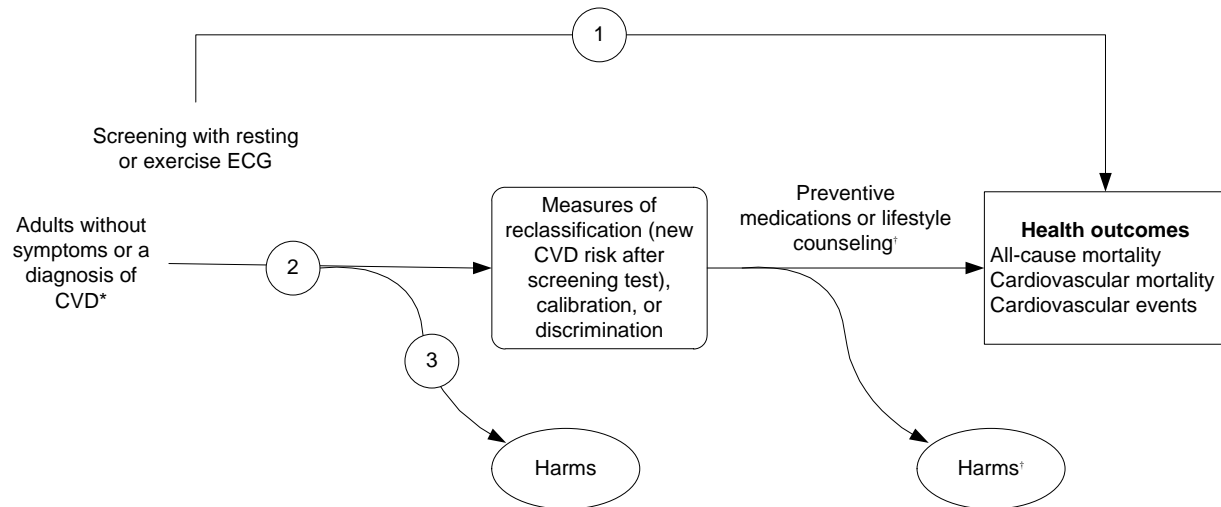 1
Screening with resting
or exercise ECG
Adults without
symptoms or a
diagnosis of
CVD*
2
3
Measures of
reclassification (new
CVD risk after
screening test),
calibration, or
discrimination
Preventive
medications or lifestyle
counseling†
Health outcomes
All-cause mortality
Cardiovascular mortality
Cardiovascular events
Harms
Harms†